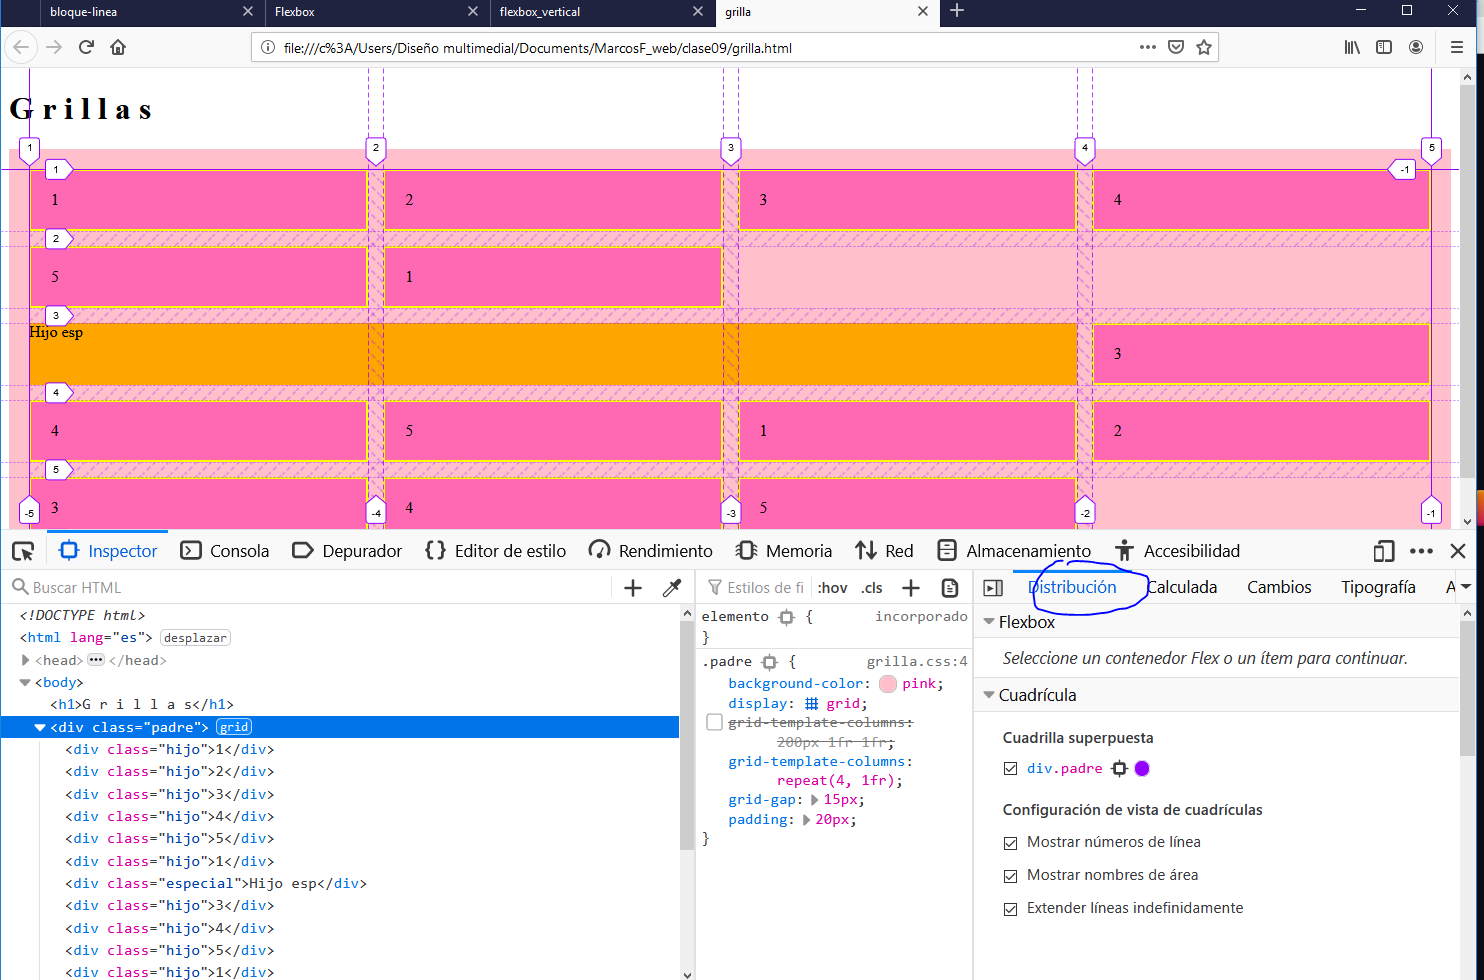 bloque-linea
Flexbox
flexbox_vertical
grilla
file:///c%3A/Users/Diseño multimedial/Documents/MarcosF_web/clase09/grilla.html
G r i l l a s
1 2 3 4 5
1 -1
1 2 3 4
2
5 1
3
Hijo esp
3
4
4 5 1 2
5
3 4 5
-5 -4 -3 -2 -1
Inspector Consola Depurador Editor de estilo Rendimiento Memoria Red Almacenamiento Accesibilidad
Buscar HTML
<!DOCTYPE html>
<html lang="es"> desplazar
<head> ••• </head>
<body>
<h1>G r i l l a s</h1>
<div class="padre"> grid
<div class="hijo">1</div>
<div class="hijo">2</div>
<div class="hijo">3</div>
<div class="hijo">4</div>
<div class="hijo">5</div>
<div class="hijo">1</div>
<div class="especial">Hijo esp</div>
<div class="hijo">3</div>
<div class="hijo">4</div>
<div class="hijo">5</div>
<div class="hijo">1</div>
Estilos de fi :hov .cls
elemento { incorporado
}
.padre { grilla.css:4
background-color: pink;
display: grid;
grid-template-columns:
200px 1fr 1fr;
grid-template-columns:
repeat(4, 1fr);
grid-gap: 15px;
padding: 20px;
}
Distribución Calculada Cambios Tipografía A
Flexbox
Seleccione un contenedor Flex o un ítem para continuar.
Cuadrícula
Cuadrilla superpuesta
div.padre
Configuración de vista de cuadrículas
Mostrar números de línea
Mostrar nombres de área
Extender líneas indefinidamente